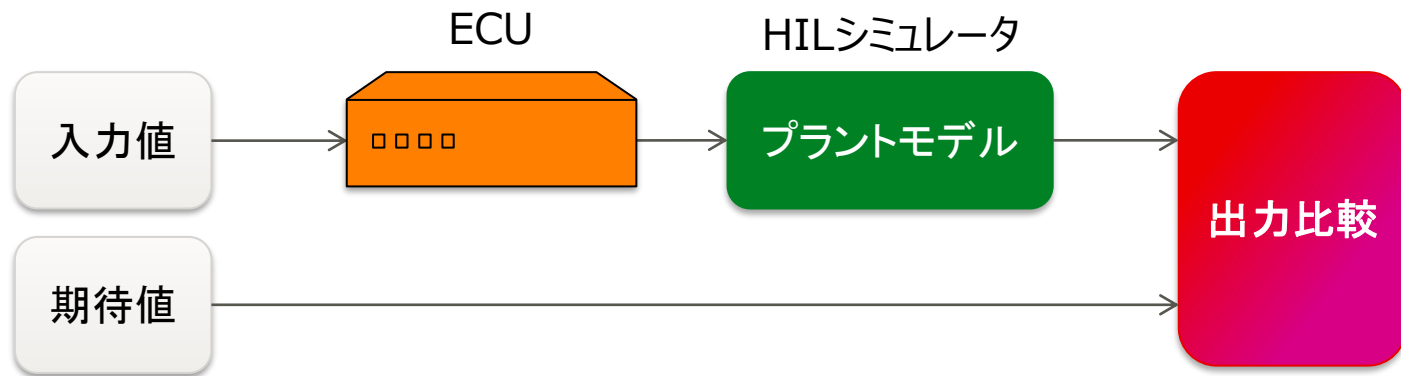 ECU
HILシミュレータ
入力値
プラントモデル
出力比較
期待値